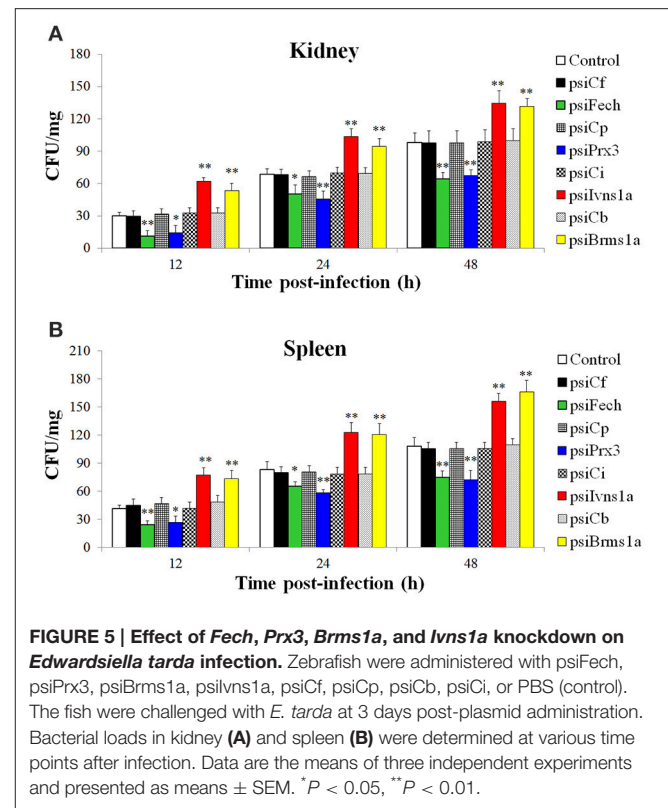 A
Kidney
CFU/mg
180
150
120
90
60
30
0
** * * ** ** ** ** ** ** ** ** **
12 24 48
Time post-infection (h)
Control
psiCf
psiFech
psiCp
psiPrx3
psiCi
psiIvns1a
psiCb
psiBrms1a
B
Spleen
CFU/mg
210
180
150
120
90
60
30
0
** * ** ** * ** ** ** ** ** ** **
12 24 48
Time post-infection (h)
Control
psiCf
psiFech
psiCp
psiPrx3
psiCi
psiIvns1a
psiCb
psiBrms1a
FIGURE 5 | Effect of Fech, Prx3, Brms1a, and Ivns1a knockdown on
Edwardsiella tarda infection. Zebrafish were administered with psiFech,
psiPrx3, psiBrms1a, psiIvns1a, psiCf, psiCp, psiCb, psiCi, or PBS (control).
The fish were challenged with E. tarda at 3 days post-plasmid administration.
Bacterial loads in kidney (A) and spleen (B) were determined at various time
points after infection. Data are the means of three independent experiments
and presented as means ± SEM. *P < 0.05, **P < 0.01.